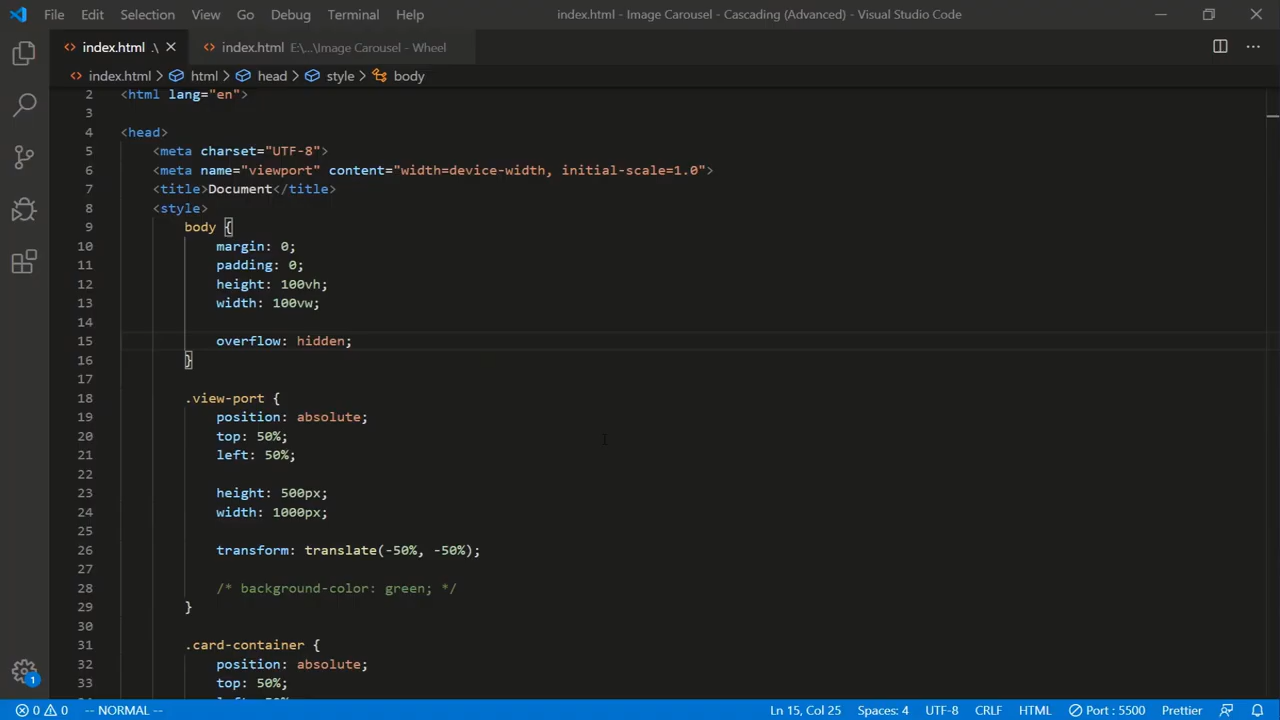 File Edit Selection View Go Debug Terminal Help index.html - Image Carousel - Cascading (Advanced) - Visual Studio Code
index.html .\ index.html E:\...\Image Carousel - Wheel
index.html > html > head > style > body
2 <html lang="en">
3
4 <head>
5 <meta charset="UTF-8">
6 <meta name="viewport" content="width=device-width, initial-scale=1.0">
7 <title>Document</title>
8 <style>
9 body {
10 margin: 0;
11 padding: 0;
12 height: 100vh;
13 width: 100vw;
14
15 overflow: hidden;
16 }
17
18 .view-port {
19 position: absolute;
20 top: 50%;
21 left: 50%;
22
23 height: 500px;
24 width: 1000px;
25
26 transform: translate(-50%, -50%);
27
28 /* background-color: green; */
29 }
30
31 .card-container {
32 position: absolute;
33 top: 50%;
1
0 0 -- NORMAL -- Ln 15, Col 25 Spaces: 4 UTF-8 CRLF HTML Port : 5500 Prettier